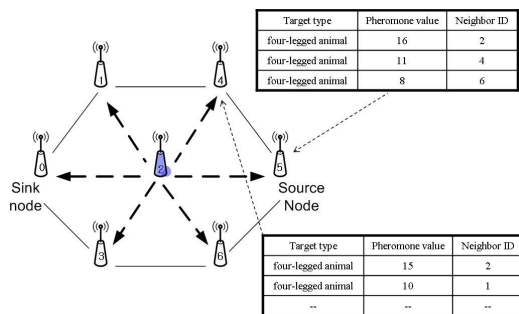 Target type Pheromone value Neighbor ID
four-legged animal 16 2
four-legged animal 11 4
four-legged animal 8 6
1
4
0
2
5
Sink
node
Source
Node
3
6
Target type Pheromone value Neighbor ID
four-legged animal 15 2
four-legged animal 10 1
-- -- --